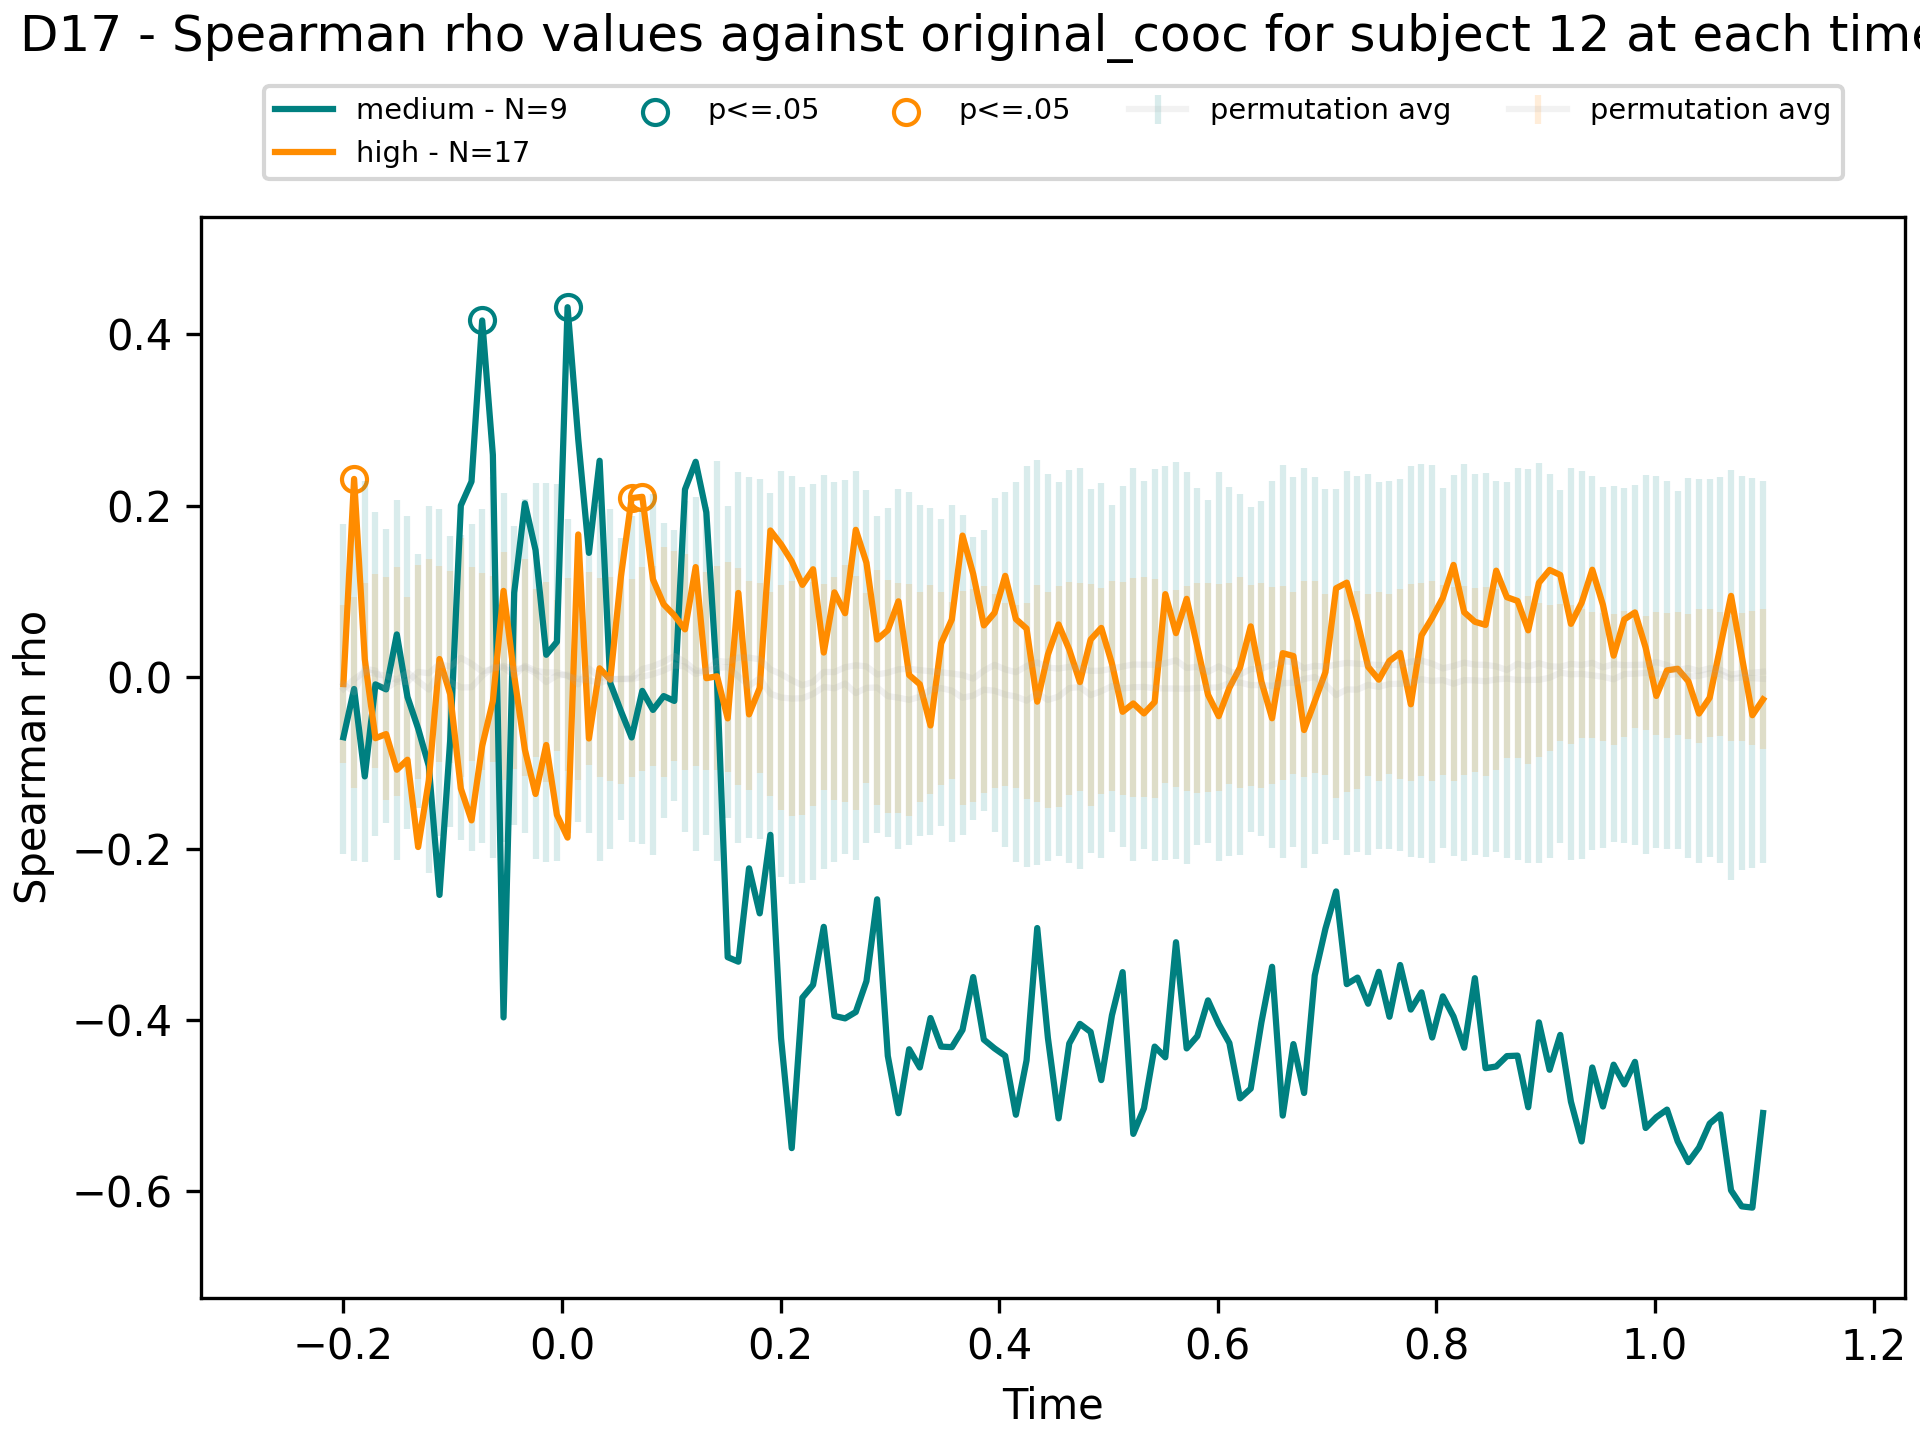 D17 - Spearman rho values against original_cooc for subject 12 at each time
medium - N=9
high - N=17
p<=.05
p<=.05
permutation avg
permutation avg
Spearman rho
0.4
0.2
0.0
−0.2
−0.4
−0.6
−0.2 0.0 0.2 0.4 0.6 0.8 1.0 1.2
Time